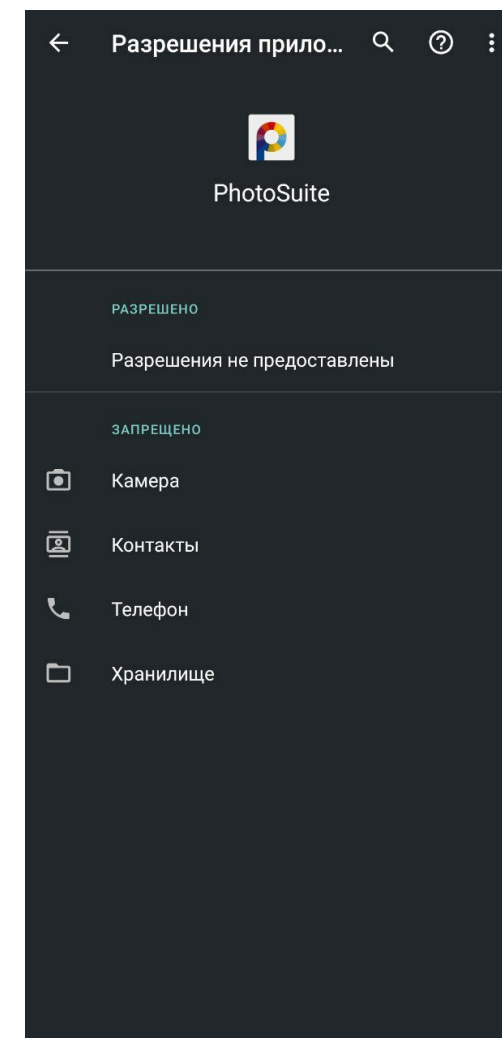 Разрешения прило...
PhotoSuite
РАЗРЕШЕНО
Разрешения не предоставлены
ЗАПРЕЩЕНО
Камера
Контакты
Телефон
Хранилище